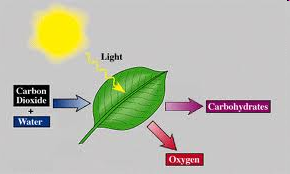 Light
Carbon
Dioxide
+
Water
Carbohydrates
Oxygen